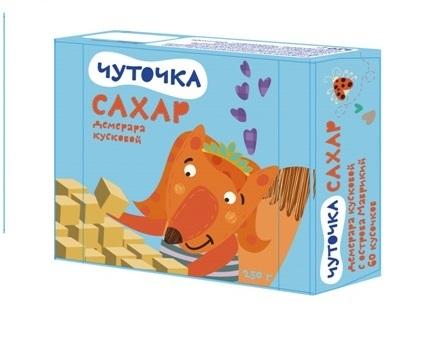 ЧУТОЧКА
САХАР
демерара
кусковой
250 г
ЧУТОЧКА САХАР
демерара кусковой
с острова Маврикий
60 кусочков